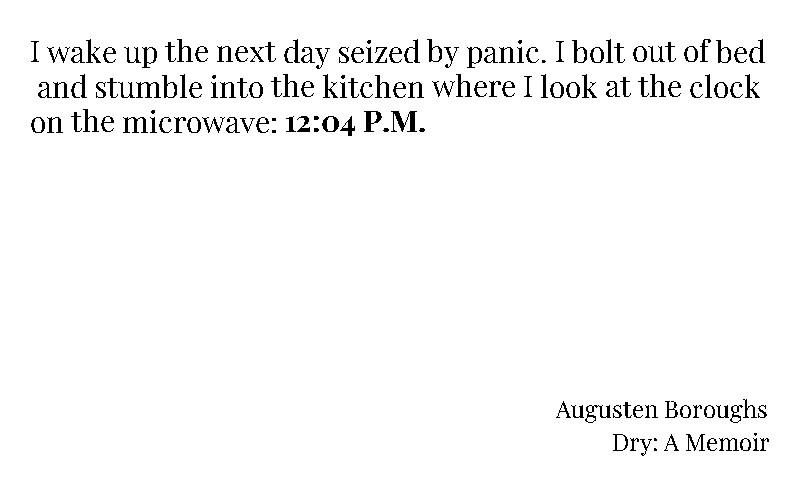 I wake up the next day seized by panic. I bolt out of bed
and stumble into the kitchen where I look at the clock
on the microwave: 12:04 P.M.
Augusten Boroughs
Dry: A Memoir